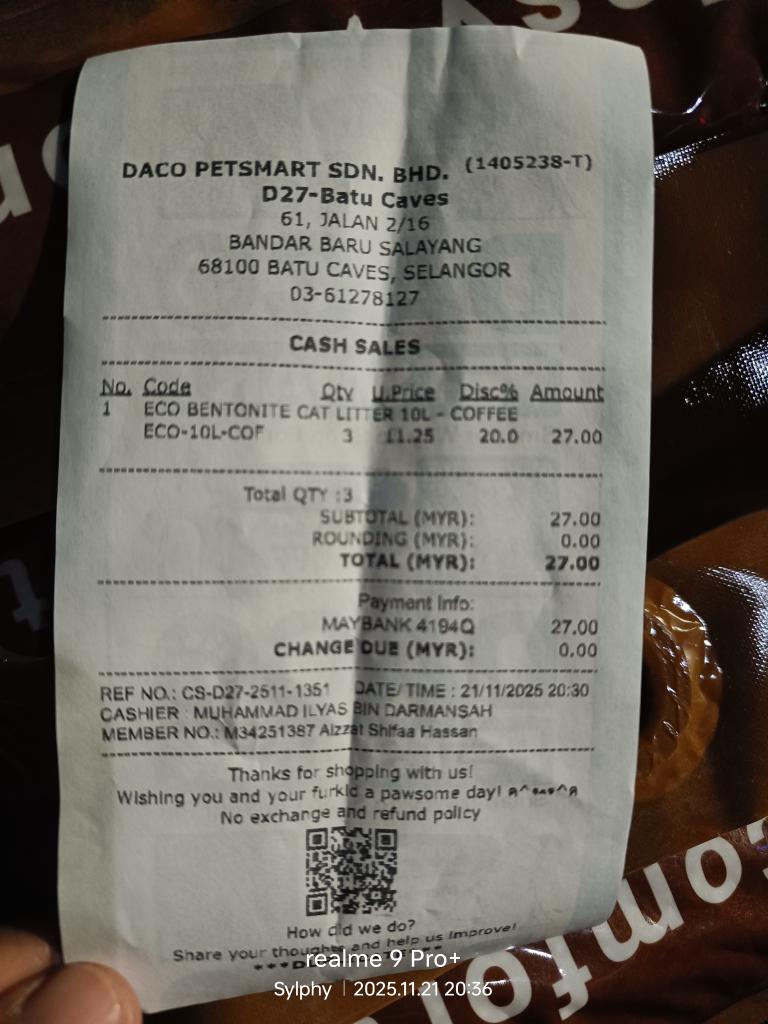 DACO PETSMART SDN. BHD. (1405238-T)
D27-Batu Caves
61, JALAN 2/16
BANDAR BARU SALAYANG
68100 BATU CAVES, SELANGOR
03-61278127
CASH SALES
No. Code Qty U.Price Disc% Amount
1 ECO BENTONITE CAT LITTER 10L - COFFEE
ECO-10L-COF 3 11.25 20.0 27.00
Total QTY :3
SUBTOTAL (MYR): 27.00
ROUNDING (MYR): 0.00
TOTAL (MYR): 27.00
Payment Info:
MAYBANK 4194Q 27.00
CHANGE DUE (MYR): 0.00
REF NO.: CS-D27-2511-1351 DATE/TIME : 21/11/2025 20:30
CASHIER : MUHAMMAD ILYAS BIN DARMANSAH
MEMBER NO.: M34251387 Aizzat Shifaa Hassan
Thanks for shopping with us!
Wishing you and your furkid a pawsome day!
No exchange and refund policy
How did we do?
Share your thoughts and help us improve!
realme 9 Pro+
Sylphy | 2025.11.21 20:36
comfo